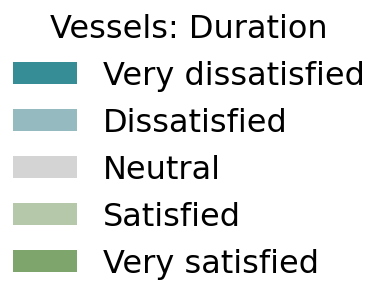 Vessels: Duration
Very dissatisfied
Dissatisfied
Neutral
Satisfied
Very satisfied